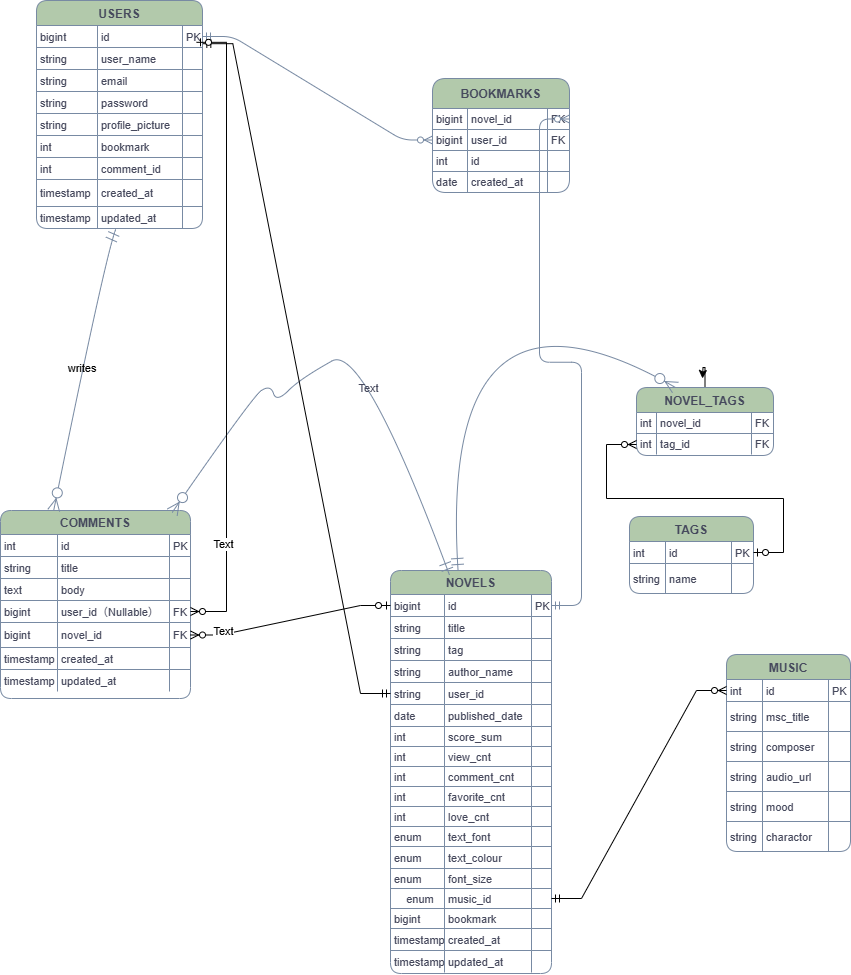 USERS
bigint id PK
string user_name
string email
string password
string profile_picture
int bookmark
int comment_id
timestamp created_at
timestamp updated_at
BOOKMARKS
bigint novel_id FK
bigint user_id FK
int id
date created_at
writes
Text
NOVEL_TAGS
int novel_id FK
int tag_id FK
TAGS
int id PK
string name
COMMENTS
int id PK
string title
text body
bigint user_id（Nullable） FK
bigint novel_id FK
timestamp created_at
timestamp updated_at
Text
Text
NOVELS
bigint id PK
string title
string tag
string author_name
string user_id
date published_date
int score_sum
int view_cnt
int comment_cnt
int favorite_cnt
int love_cnt
enum text_font
enum text_colour
enum font_size
enum music_id
bigint bookmark
timestamp created_at
timestamp updated_at
MUSIC
int id PK
string msc_title
string composer
string audio_url
string mood
string charactor